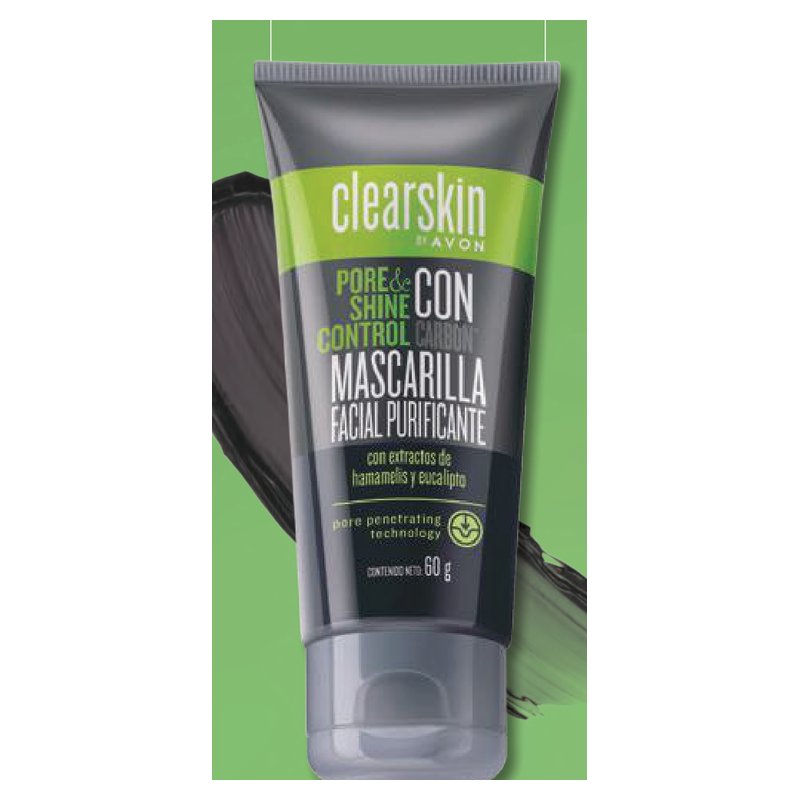 clearskin
BY AVON
PORE & CON
SHINE
CONTROL CARBON™
MASCARILLA
FACIAL PURIFICANTE
con extractos de
hamamelis y eucalipto
pore penetrating
technology
CONTENIDO NETO: 60 g